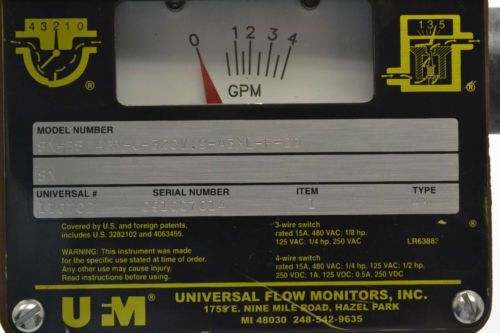 4 3 2 1 0
1 3 5
0 1 2 3 4
GPM
®
®
MODEL NUMBER
SN
UNIVERSAL #
SERIAL NUMBER
ITEM
TYPE
1
4X
Covered by U.S. and foreign patents,
includes U.S. 3282102 and 4063455.
WARNING: This instrument was made
for the specific use stated at time of order.
Any other use may cause injury.
Read instructions before using.
3-wire switch
rated 15A, 480 VAC: 1/8 hp.
125 VAC: 1/4 hp. 250 VAC
4-wire switch
rated 15A, 480 VAC: 1/4 hp. 125 VAC: 1/2 hp.
250 VDC: 1A. 125 VDC: 0.5A. 250 VDC
UFM
®
UNIVERSAL FLOW MONITORS, INC.
1755 E. NINE MILE ROAD, HAZEL PARK
MI 48030 248-542-9635